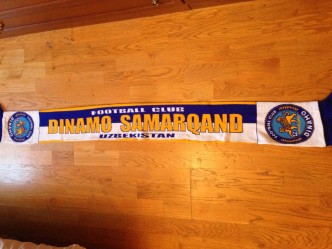 FOOTBALL CLUB
DINAMO SAMARQAND
UZBEKISTAN